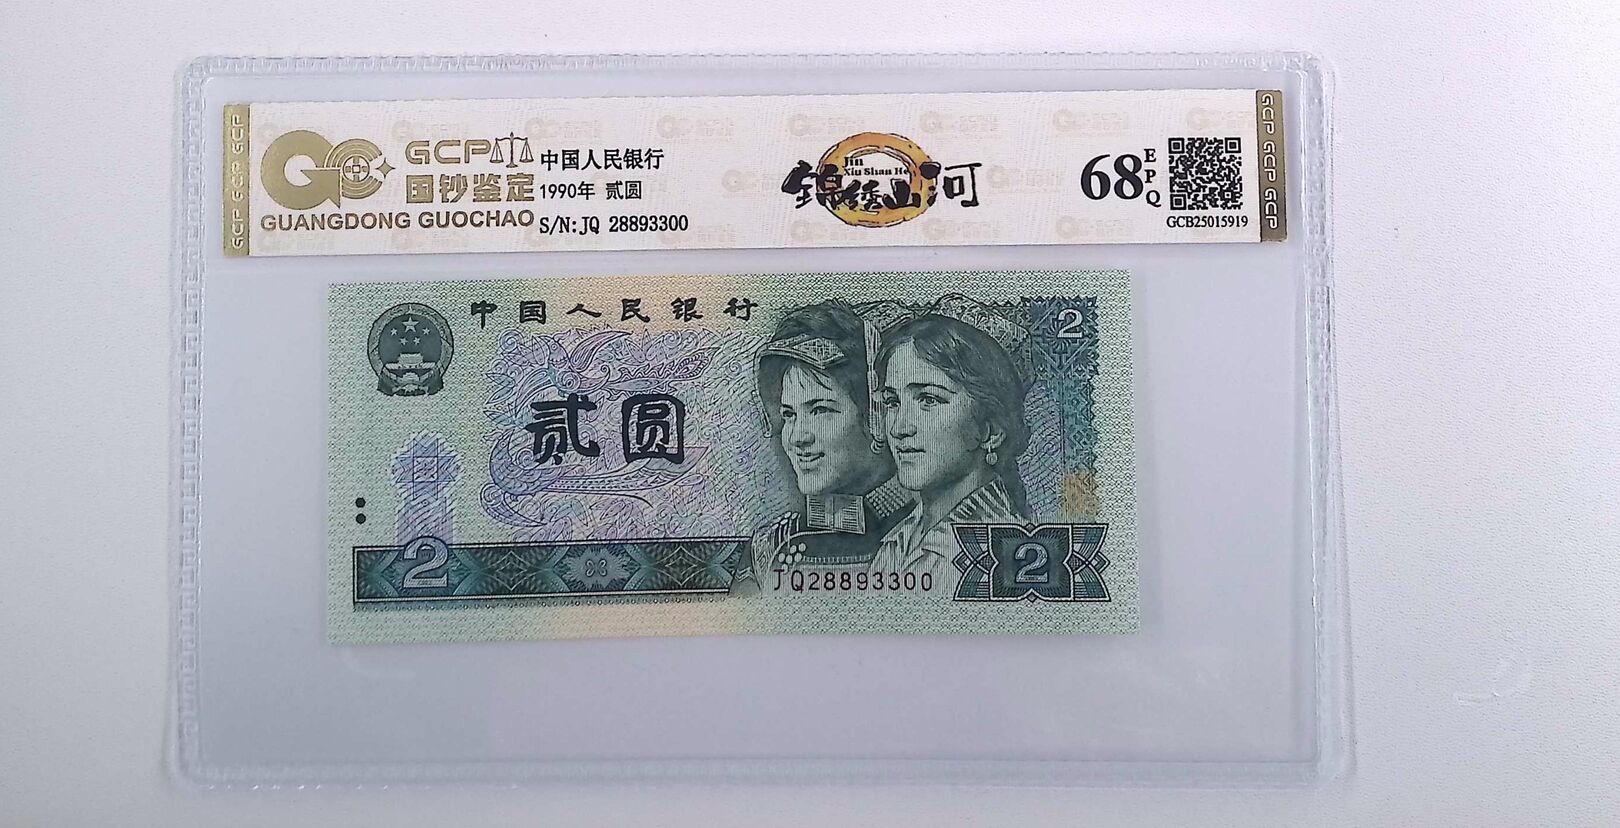 GCP GCP GCP
GCP
国钞鉴定
GUANGDONG GUOCHAO
中国人民银行
1990年 贰圆
S/N:JQ 28893300
Jin
Xiu Shan He
锦绣山河
68
EPQ
GCB25015919
GCP GCP GCP
中国人民银行
2
贰圆
2
JQ28893300
2